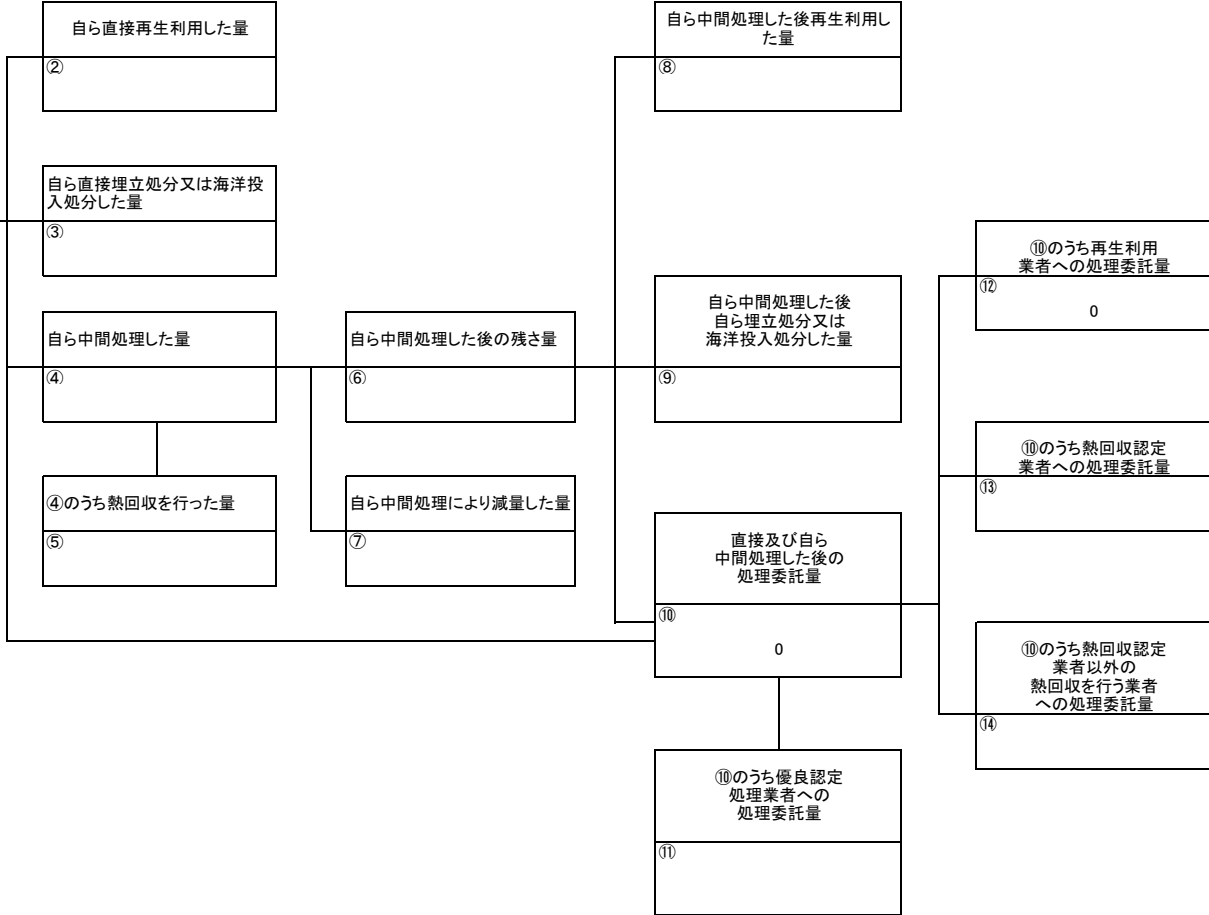 自ら直接再生利用した量
②
自ら中間処理した後再生利用し
た量
⑧
自ら直接埋立処分又は海洋投
入処分した量
③
⑩のうち再生利用
業者への処理委託量
⑫
0
自ら中間処理した量
④
自ら中間処理した後の残さ量
⑥
自ら中間処理した後
自ら埋立処分又は
海洋投入処分した量
⑨
⑩のうち熱回収認定
業者への処理委託量
⑬
④のうち熱回収を行った量
⑤
自ら中間処理により減量した量
⑦
直接及び自ら
中間処理した後の
処理委託量
⑩
0
⑩のうち熱回収認定
業者以外の
熱回収を行う業者
への処理委託量
⑭
⑩のうち優良認定
処理業者への
処理委託量
⑪